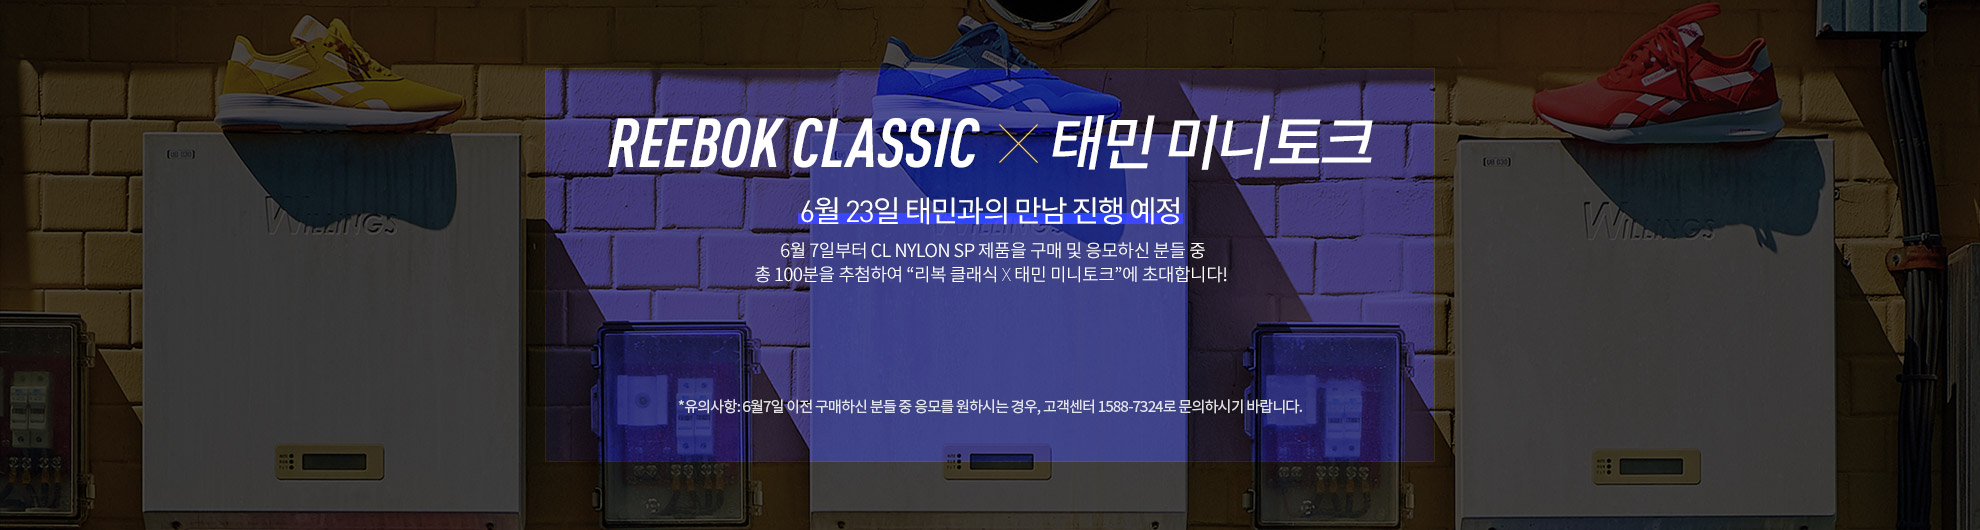 REEBOK CLASSIC X 태민 미니토크
6월 23일 태민과의 만남 진행 예정
6월 7일부터 CL NYLON SP 제품을 구매 및 응모하신 분들 중
총 100분을 추첨하여 “리복 클래식 X 태민 미니토크”에 초대합니다!
*유의사항: 6월7일 이전 구매하신 분들 중 응모를 원하시는 경우, 고객센터 1588-7324로 문의하시기 바랍니다.
WILLINGS
WILLINGS